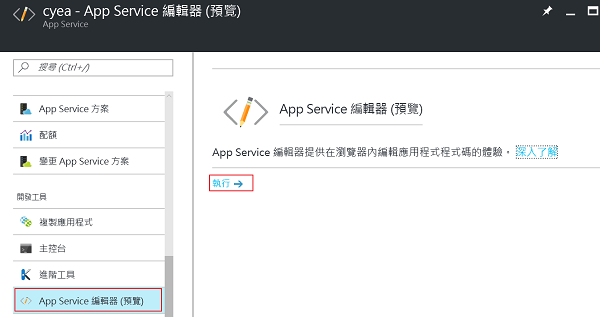 cyea - App Service 編輯器 (預覽)
App Service
搜尋 (Ctrl+/)
App Service 方案
配額
變更 App Service 方案
開發工具
複製應用程式
主控台
進階工具
App Service 編輯器 (預覽)
App Service 編輯器 (預覽)
App Service 編輯器提供在瀏覽器內編輯應用程式程式碼的體驗。 深入了解
執行